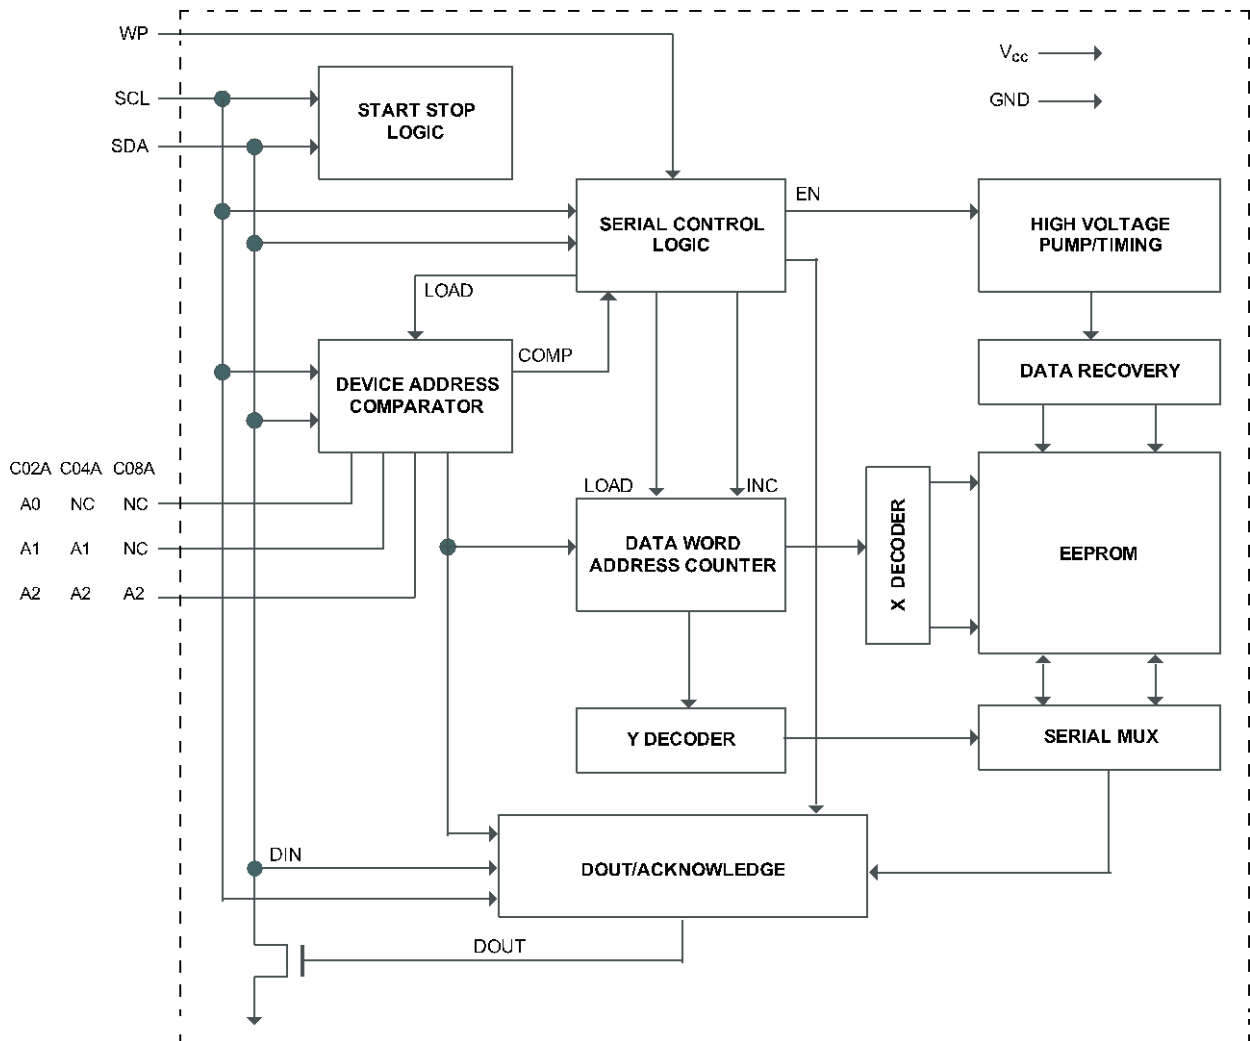 WP
V_CC
SCL
START STOP
LOGIC
GND
SDA
EN
SERIAL CONTROL
LOGIC
HIGH VOLTAGE
PUMP/TIMING
LOAD
COMP
DEVICE ADDRESS
COMPARATOR
DATA RECOVERY
C02A C04A C08A
A0 NC NC
A1 A1 NC
A2 A2 A2
LOAD
INC
DATA WORD
ADDRESS COUNTER
X DECODER
EEPROM
Y DECODER
SERIAL MUX
DIN
DOUT/ACKNOWLEDGE
DOUT